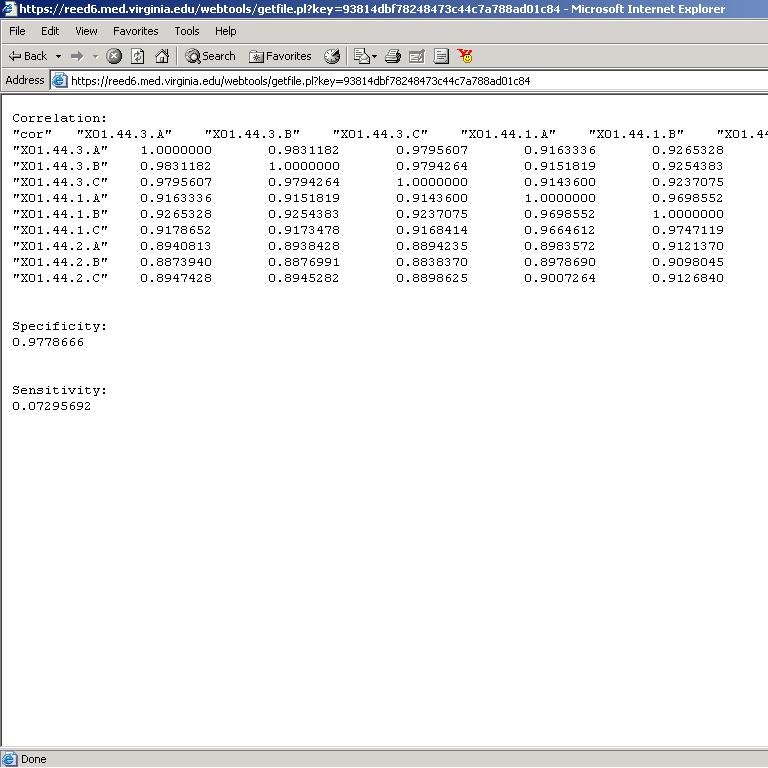 https://reed6.med.virginia.edu/webtools/getfile.pl?key=93814dbf78248473c44c7a788ad01c84 - Microsoft Internet Explorer
File Edit View Favorites Tools Help
Back Search Favorites
Address https://reed6.med.virginia.edu/webtools/getfile.pl?key=93814dbf78248473c44c7a788ad01c84
Correlation:
"cor" "X01.44.3.A" "X01.44.3.B" "X01.44.3.C" "X01.44.1.A" "X01.44.1.B" "X01.44
"X01.44.3.A" 1.0000000 0.9831182 0.9795607 0.9163336 0.9265328
"X01.44.3.B" 0.9831182 1.0000000 0.9794264 0.9151819 0.9254383
"X01.44.3.C" 0.9795607 0.9794264 1.0000000 0.9143600 0.9237075
"X01.44.1.A" 0.9163336 0.9151819 0.9143600 1.0000000 0.9698552
"X01.44.1.B" 0.9265328 0.9254383 0.9237075 0.9698552 1.0000000
"X01.44.1.C" 0.9178652 0.9173478 0.9168414 0.9664612 0.9747119
"X01.44.2.A" 0.8940813 0.8938428 0.8894235 0.8983572 0.9121370
"X01.44.2.B" 0.8873940 0.8876991 0.8838370 0.8978690 0.9098045
"X01.44.2.C" 0.8947428 0.8945282 0.8898625 0.9007264 0.9126840
Specificity:
0.9778666
Sensitivity:
0.07295692
Done